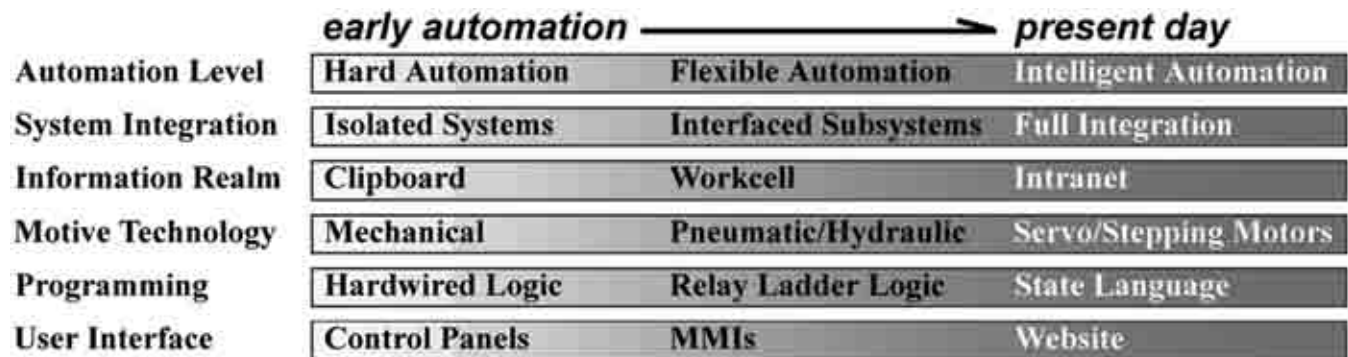 early automation present day
Automation Level Hard Automation Flexible Automation Intelligent Automation
System Integration Isolated Systems Interfaced Subsystems Full Integration
Information Realm Clipboard Workcell Intranet
Motive Technology Mechanical Pneumatic/Hydraulic Servo/Stepping Motors
Programming Hardwired Logic Relay Ladder Logic State Language
User Interface Control Panels MMIs Website